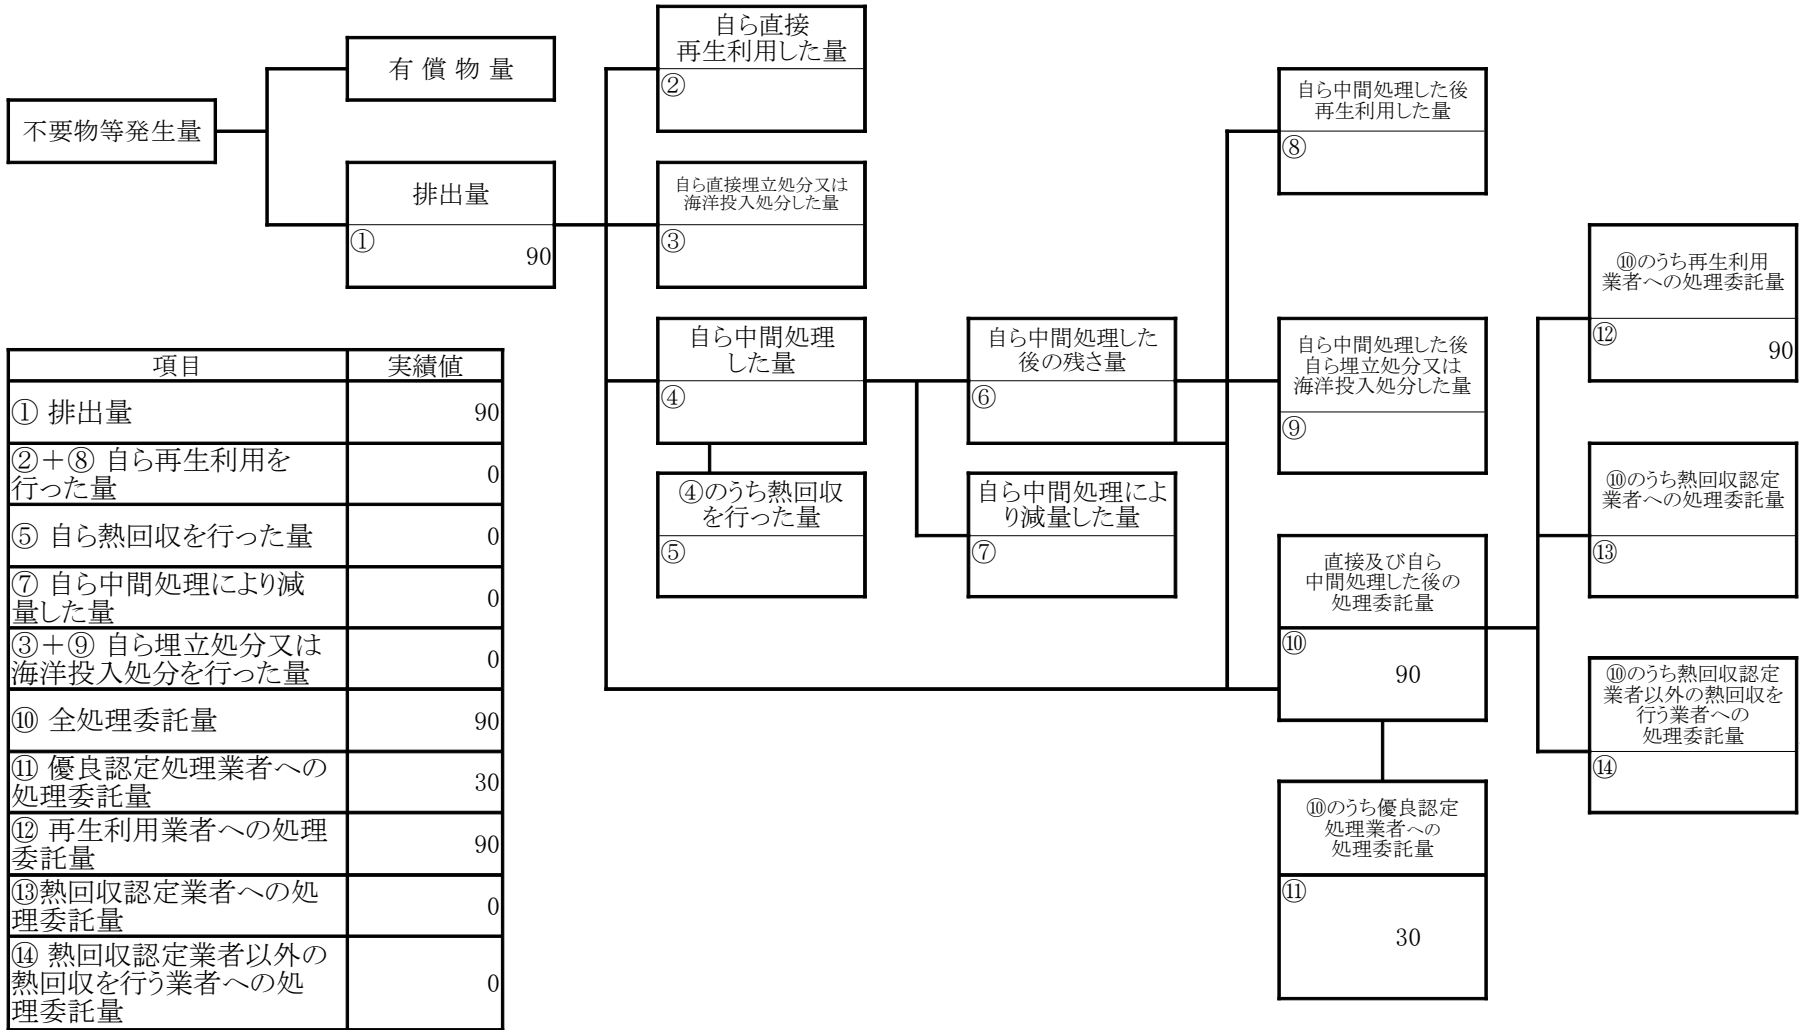 不要物等発生量
有 償 物 量
排出量
①
90
自ら直接
再生利用した量
②
自ら直接埋立処分又は
海洋投入処分した量
③
自ら中間処理
した量
④
④のうち熱回収
を行った量
⑤
自ら中間処理した
後の残さ量
⑥
自ら中間処理によ
り減量した量
⑦
自ら中間処理した後
再生利用した量
⑧
自ら中間処理した後
自ら埋立処分又は
海洋投入処分した量
⑨
直接及び自ら
中間処理した後の
処理委託量
⑩
90
⑩のうち優良認定
処理業者への
処理委託量
⑪
30
⑩のうち再生利用
業者への処理委託量
⑫
90
⑩のうち熱回収認定
業者への処理委託量
⑬
⑩のうち熱回収認定
業者以外の熱回収を
行う業者への
処理委託量
⑭
項目 実績値
① 排出量 90
②＋⑧ 自ら再生利用を
行った量 0
⑤ 自ら熱回収を行った量 0
⑦ 自ら中間処理により減
量した量 0
③＋⑨ 自ら埋立処分又は
海洋投入処分を行った量 0
⑩ 全処理委託量 90
⑪ 優良認定処理業者への
処理委託量 30
⑫ 再生利用業者への処理
委託量 90
⑬熱回収認定業者への処
理委託量 0
⑭ 熱回収認定業者以外の
熱回収を行う業者への処
理委託量 0